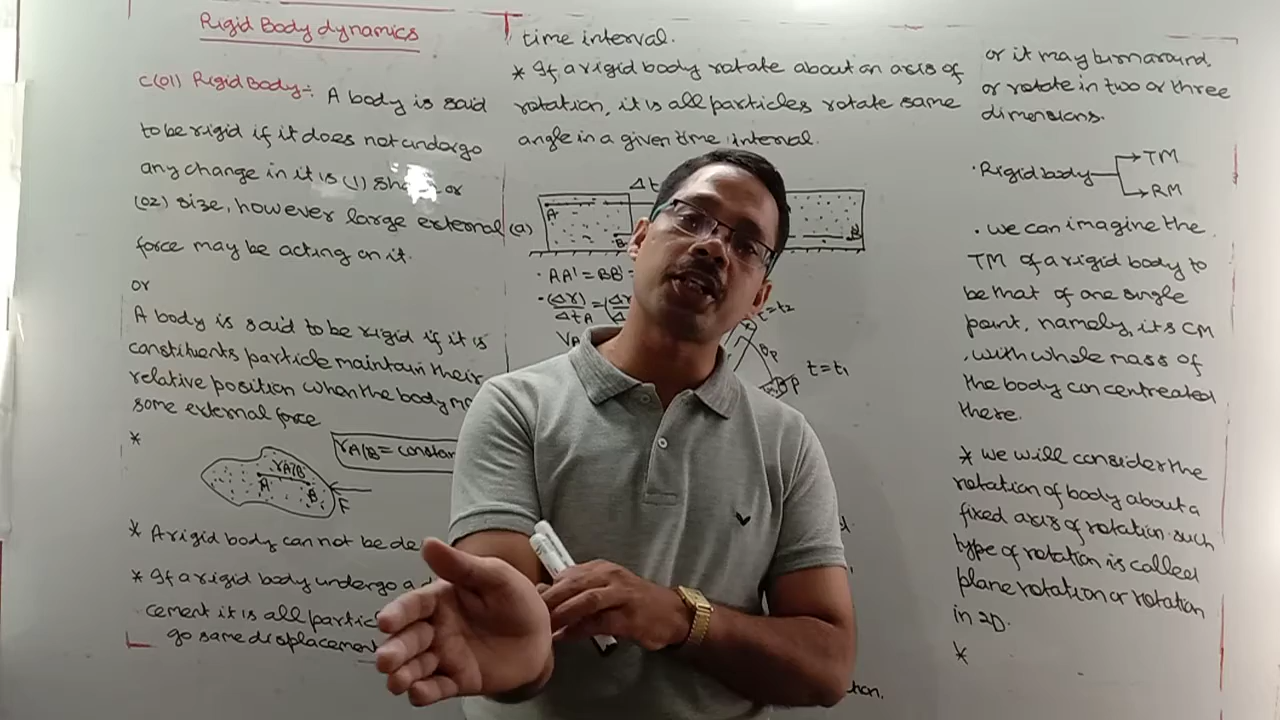 Rigid Body dynamics
C(01) Rigid Body:- A body is said
to be rigid if it does not undergo
any change in it is (1) shape or
(02) size, however large external
force may be acting on it.
or
A body is said to be rigid if it is
constituents particle maintain their
relative position when the body
some external force
*
rA/B = constan
rA/B
A B
F
* A rigid body cannot be de
* If a rigid body undergo a d
cement it is all partic
go same displacement
time interval.
* If a rigid body rotate about an axis of
rotation, it is all particles rotate same
angle in a given time interval.
Δt
(a)
A
B
B'
· AA' = BB'
t=t2
BP
P
t=t1
tion.
or it may turn around,
or rotate in two or three
dimensions.
· Rigid body
TM
RM
· we can imagine the
TM of a rigid body to
be that of one single
point, namely, its CM
, with whole mass of
the body concentreated
there.
* we will consider the
rotation of body about a
fixed axis of rotation. such
type of rotation is called
plane rotation or rotation
in 2D.
*